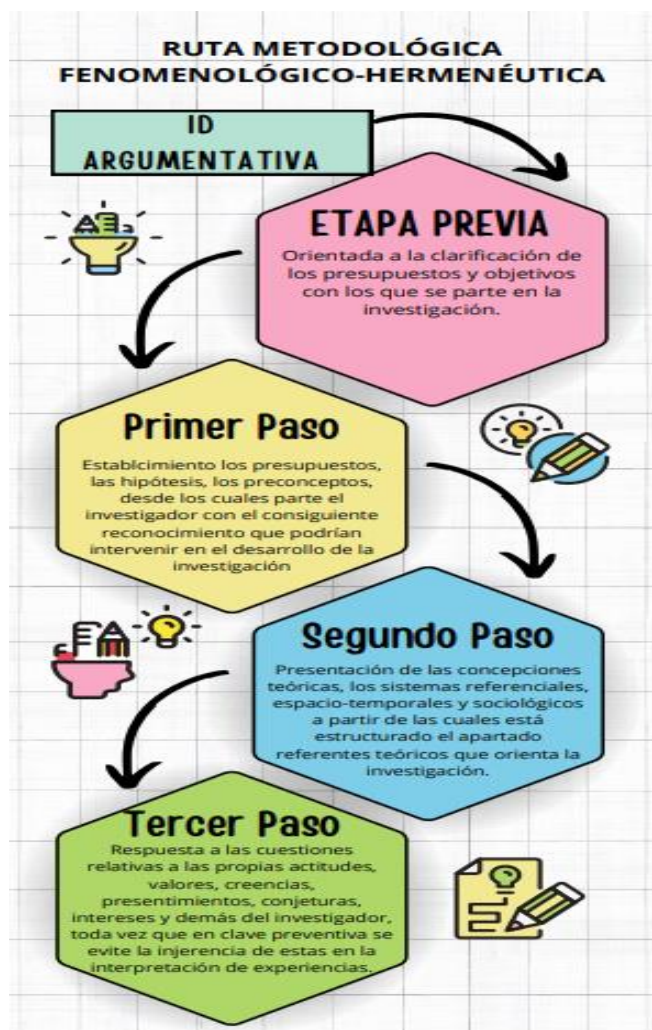 RUTA METODOLÓGICA
FENOMENOLÓGICO-HERMENÉUTICA
ID
ARGUMENTATIVA
ETAPA PREVIA
Orientada a la clarificación de
los presupuestos y objetivos
con los que se parte en la
investigación.
Primer Paso
Establcimiento los presupuestos,
las hipótesis, los preconceptos,
desde los cuales parte el
investigador con el consiguiente
reconocimiento que podrían
intervenir en el desarrollo de la
investigación
Segundo Paso
Presentación de las concepciones
teóricas, los sistemas referenciales,
espacio-temporales y sociológicos
a partir de las cuales está
estructurado el apartado
referentes teóricos que orienta la
investigación.
Tercer Paso
Respuesta a las cuestiones
relativas a las propias actitudes,
valores, creencias,
presentimientos, conjeturas,
intereses y demás del investigador,
toda vez que en clave preventiva se
evite la injerencia de estas en la
interpretación de experiencias.